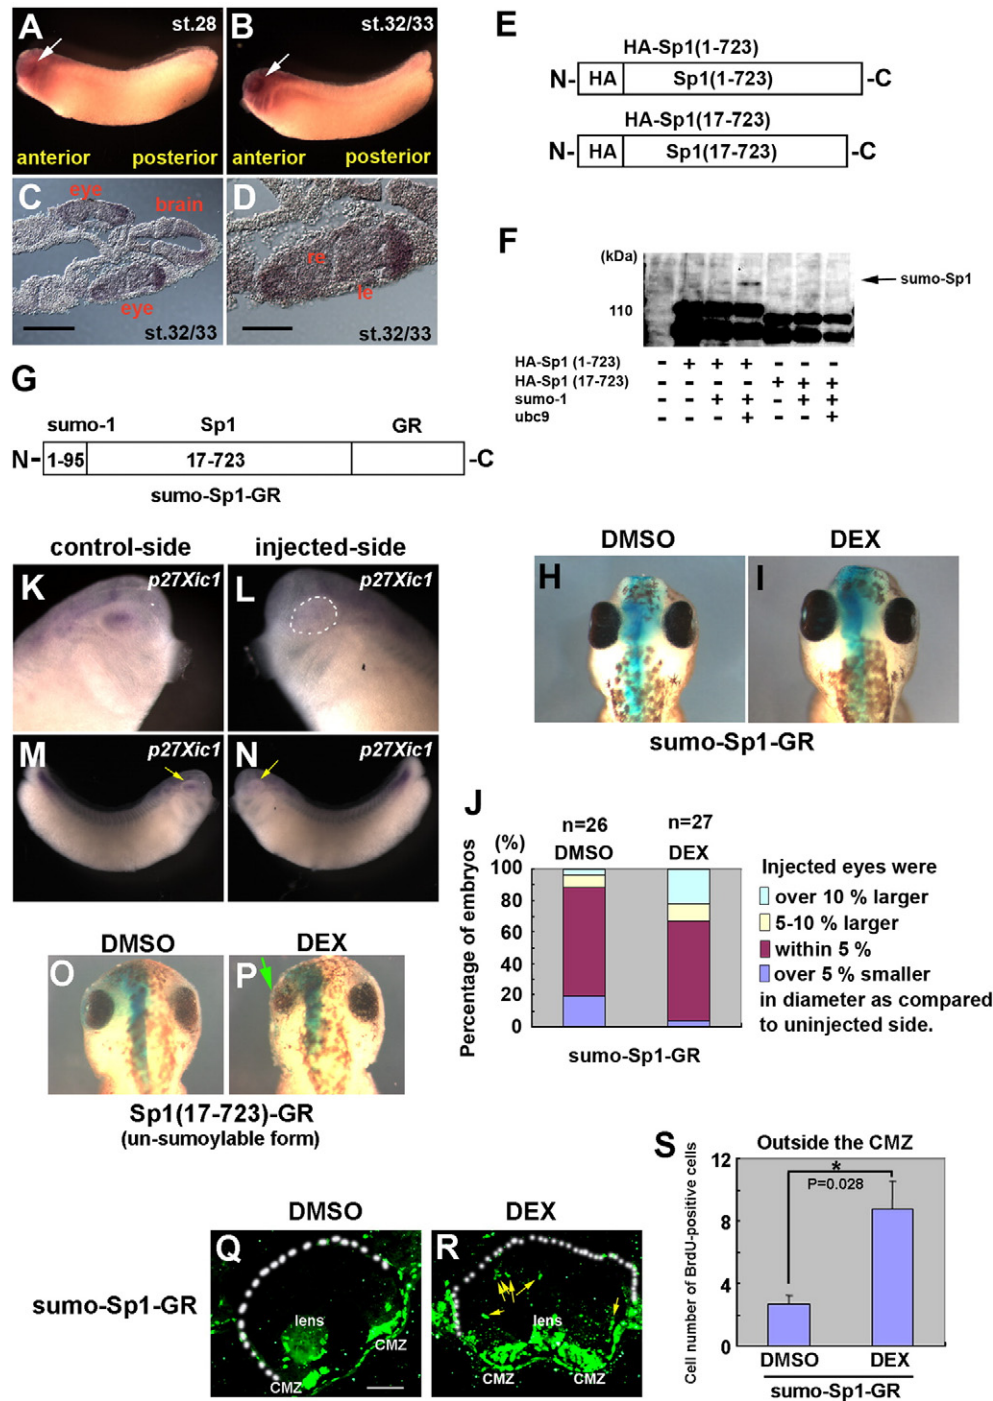 A
st.28
B
st.32/33
anterior
posterior
anterior
posterior
C
eye
brain
eye
st.32/33
D
re
le
st.32/33
E
HA-Sp1(1-723)
N-
HA
Sp1(1-723)
-C
HA-Sp1(17-723)
N-
HA
Sp1(17-723)
-C
F
(kDa)
110
sumo-Sp1
HA-Sp1 (1-723) - + + + - - -
HA-Sp1 (17-723) - - - - + + +
sumo-1 - - + + - + +
ubc9 - - - + - - +
G
sumo-1
Sp1
GR
N-
1-95
17-723
-C
sumo-Sp1-GR
control-side
injected-side
K
p27Xic1
L
p27Xic1
M
p27Xic1
N
p27Xic1
DMSO
DEX
H
I
sumo-Sp1-GR
J
n=26
n=27
(%)
DMSO
DEX
Percentage of embryos
100
80
60
40
20
0
sumo-Sp1-GR
Injected eyes were
over 10 % larger
5-10 % larger
within 5 %
over 5 % smaller
in diameter as compared
to uninjected side.
DMSO
DEX
O
P
Sp1(17-723)-GR
(un-sumoylable form)
DMSO
DEX
sumo-Sp1-GR
Q
lens
CMZ
CMZ
R
lens
CMZ
CMZ
S
Outside the CMZ
Cell number of BrdU-positive cells
12
8
4
0
*
P=0.028
DMSO
DEX
sumo-Sp1-GR